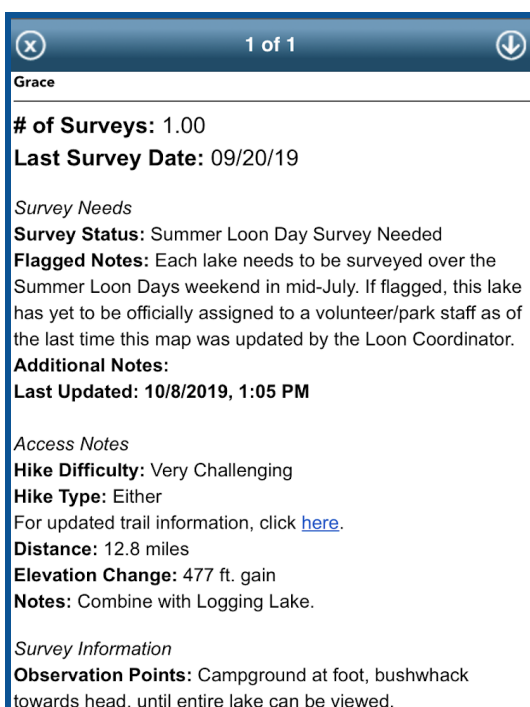 1 of 1
Grace
# of Surveys: 1.00
Last Survey Date: 09/20/19
Survey Needs
Survey Status: Summer Loon Day Survey Needed
Flagged Notes: Each lake needs to be surveyed over the
Summer Loon Days weekend in mid-July. If flagged, this lake
has yet to be officially assigned to a volunteer/park staff as of
the last time this map was updated by the Loon Coordinator.
Additional Notes:
Last Updated: 10/8/2019, 1:05 PM
Access Notes
Hike Difficulty: Very Challenging
Hike Type: Either
For updated trail information, click here.
Distance: 12.8 miles
Elevation Change: 477 ft. gain
Notes: Combine with Logging Lake.
Survey Information
Observation Points: Campground at foot, bushwhack
towards head, until entire lake can be viewed.